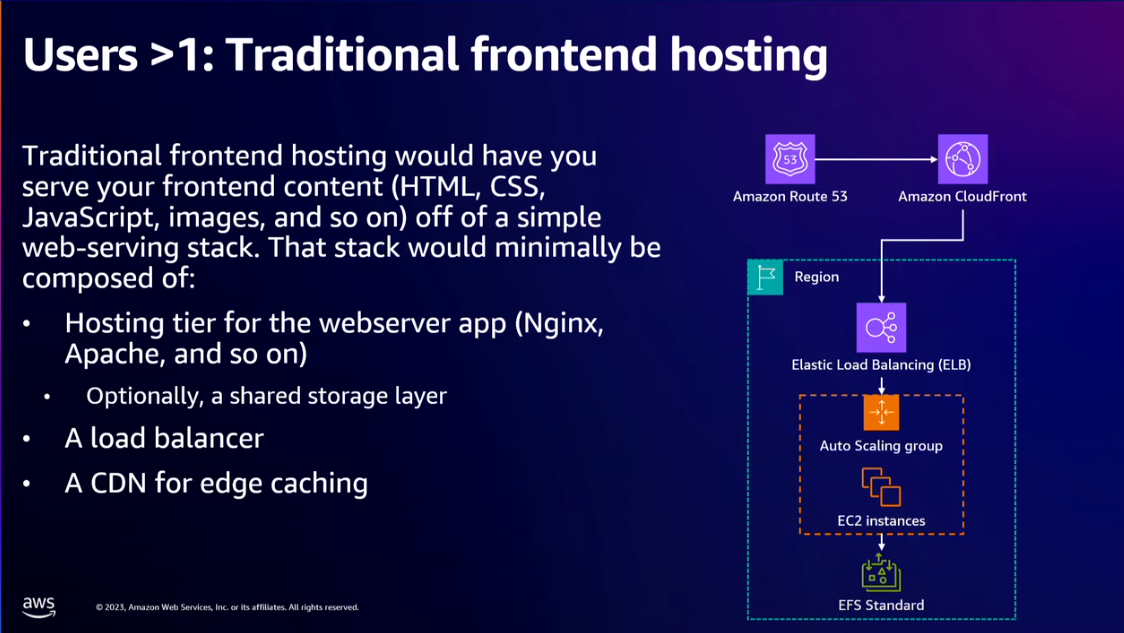 Users >1: Traditional frontend hosting
Traditional frontend hosting would have you
serve your frontend content (HTML, CSS,
JavaScript, images, and so on) off of a simple
web-serving stack. That stack would minimally be
composed of:
• Hosting tier for the webserver app (Nginx,
Apache, and so on)
• Optionally, a shared storage layer
• A load balancer
• A CDN for edge caching
53
Amazon Route 53
Amazon CloudFront
Region
Elastic Load Balancing (ELB)
Auto Scaling group
EC2 instances
EFS Standard
aws
© 2023, Amazon Web Services, Inc. or its affiliates. All rights reserved.